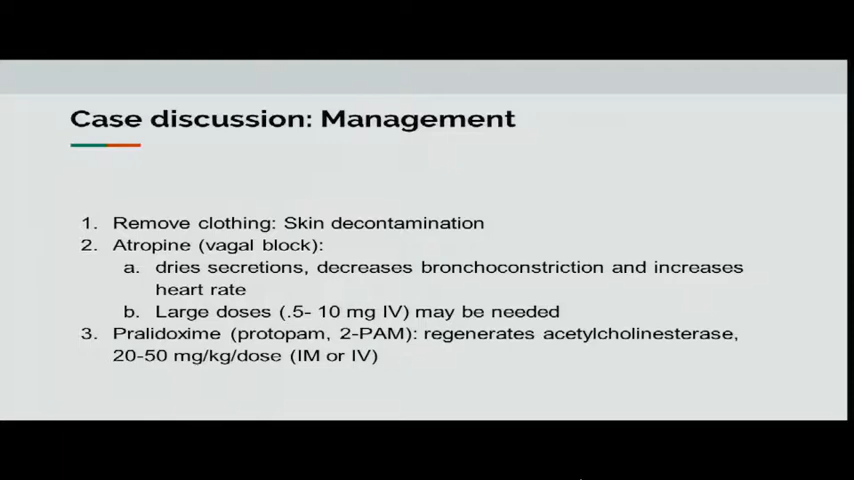 Case discussion: Management
1. Remove clothing: Skin decontamination
2. Atropine (vagal block):
a. dries secretions, decreases bronchoconstriction and increases
heart rate
b. Large doses (.5- 10 mg IV) may be needed
3. Pralidoxime (protopam, 2-PAM): regenerates acetylcholinesterase,
20-50 mg/kg/dose (IM or IV)